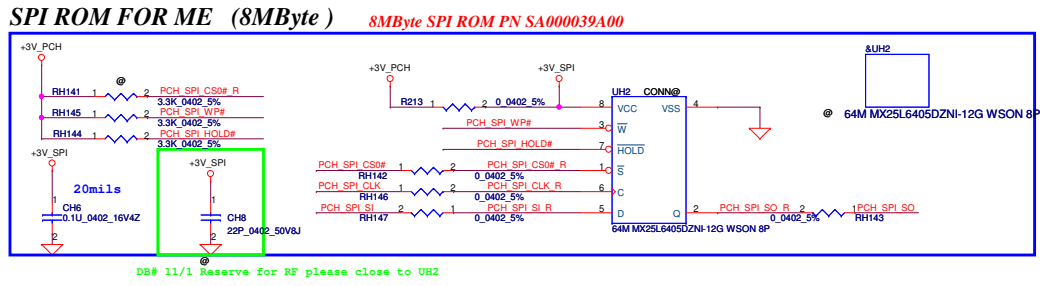 SPI ROM FOR ME (8MByte ) 8MByte SPI ROM PN SA000039A00
+3V_PCH
@
RH141 1 2 PCH_SPI_CS0#_R
3.3K_0402_5%
RH145 1 2 PCH_SPI_WP#
3.3K_0402_5%
RH144 1 2 PCH_SPI_HOLD#
3.3K_0402_5%
+3V_SPI
20mils
1
CH6
0.1U_0402_16V4Z
2
+3V_SPI
1
CH8
22P_0402_50V8J
2
@
DB# 11/1 Reserve for RF please close to UH2
+3V_PCH
+3V_SPI
R213 1 2 0_0402_5%
PCH_SPI_WP#
PCH_SPI_HOLD#
PCH_SPI_CS0# 1 2 PCH_SPI_CS0#_R
RH142 0_0402_5%
PCH_SPI_CLK 1 2 PCH_SPI_CLK_R
RH146 0_0402_5%
PCH_SPI_SI 2 1 PCH_SPI_SI_R
RH147 0_0402_5%
UH2 CONN@
8 VCC VSS 4
3 W
7 HOLD
1 S
6 C
5 D Q 2
64M MX25L6405DZNI-12G WSON 8P
PCH_SPI_SO_R 2 1 PCH_SPI_SO
0_0402_5% RH143
&UH2
@ 64M MX25L6405DZNI-12G WSON 8P